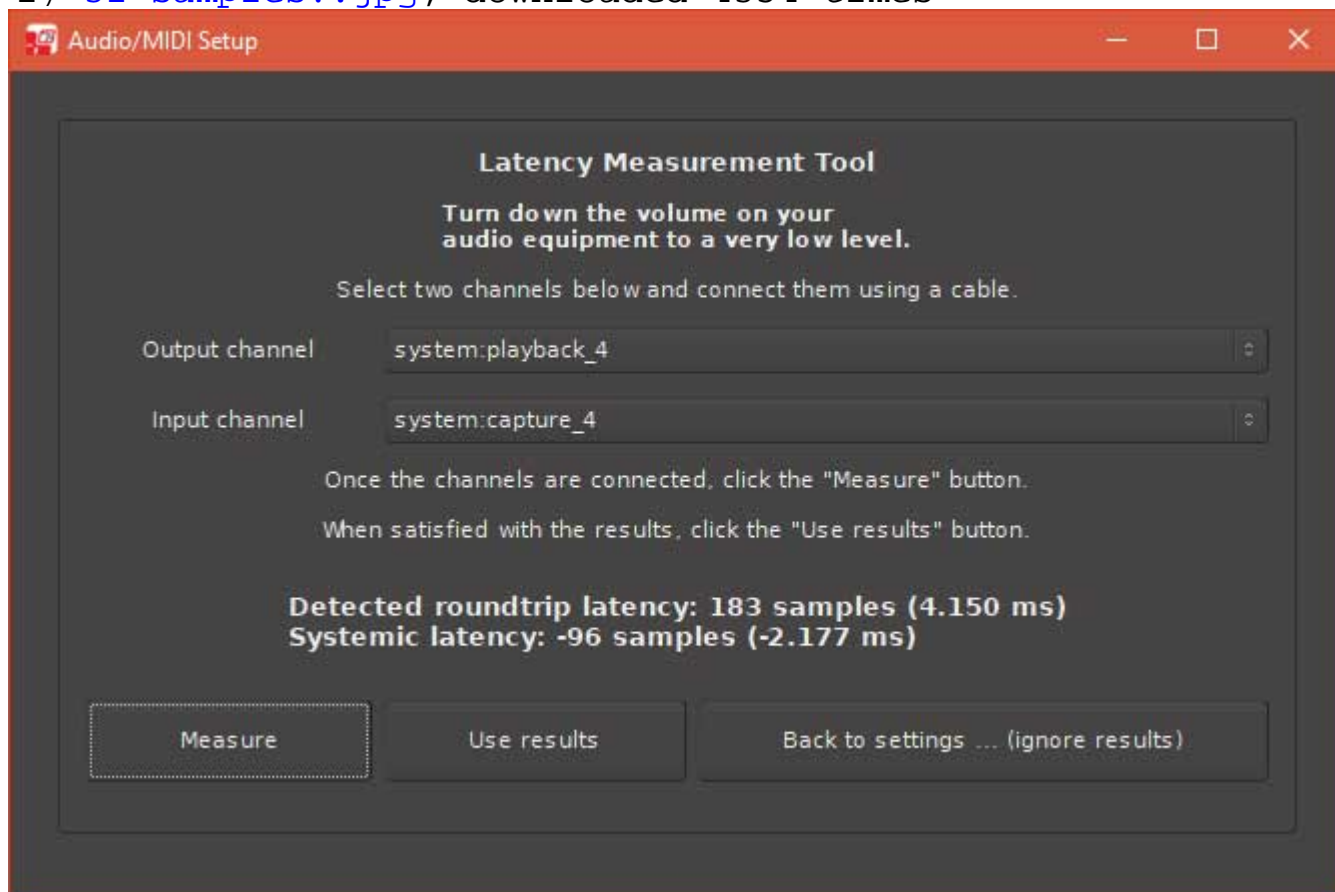 Audio/MIDI Setup
Latency Measurement Tool
Turn down the volume on your
audio equipment to a very low level.
Select two channels below and connect them using a cable.
Output channel system:playback_4
Input channel system:capture_4
Once the channels are connected, click the "Measure" button.
When satisfied with the results, click the "Use results" button.
Detected roundtrip latency: 183 samples (4.150 ms)
Systemic latency: -96 samples (-2.177 ms)
Measure Use results Back to settings ... (ignore results)